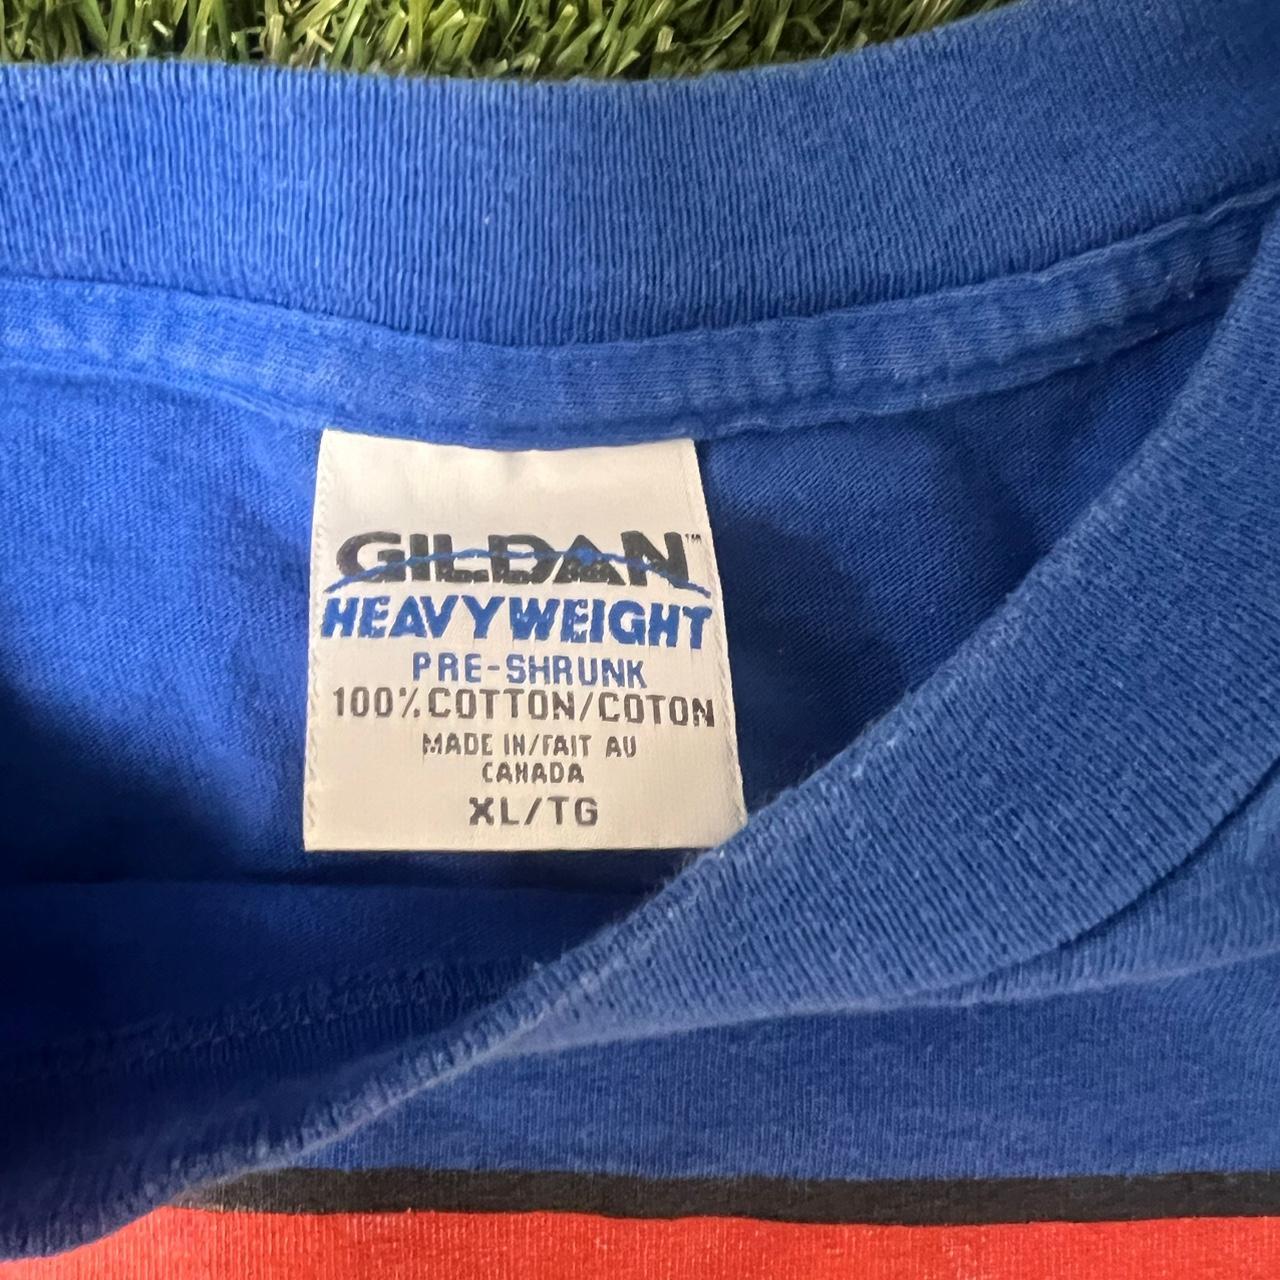 GILDAN™
HEAVYWEIGHT
PRE-SHRUNK
100% COTTON/COTON
MADE IN/FAIT AU
CANADA
XL/TG